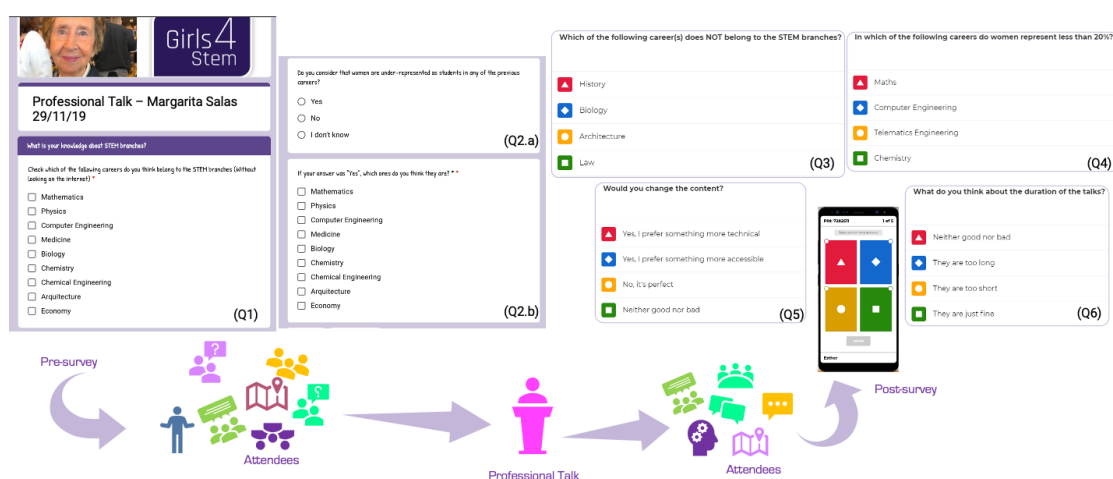 Girls4
Stem
Professional Talk – Margarita Salas
29/11/19
What is your knowledge about STEM branches?
Check which of the following careers do you think belong to the STEM branches (Without
looking on the internet) *
Mathematics
Physics
Computer Engineering
Medicine
Biology
Chemistry
Chemical Engineering
Arquitecture
Economy
(Q1)
Do you consider that women are under-represented as students in any of the previous
careers?
Yes
No
I don't know
(Q2.a)
If your answer was "Yes", which ones do you think they are? * *
Mathematics
Physics
Computer Engineering
Medicine
Biology
Chemistry
Chemical Engineering
Arquitecture
Economy
(Q2.b)
Which of the following career(s) does NOT belong to the STEM branches?
History
Biology
Architecture
Law
(Q3)
In which of the following careers do women represent less than 20%?
Maths
Computer Engineering
Telematics Engineering
Chemistry
(Q4)
Would you change the content?
Yes, I prefer something more technical
Yes, I prefer something more accessible
No, it's perfect
Neither good nor bad
(Q5)
1 of 6
Esther
What do you think about the duration of the talks?
Neither good nor bad
They are too long
They are too short
They are just fine
(Q6)
Pre-survey
Attendees
Professional Talk
Attendees
Post-survey